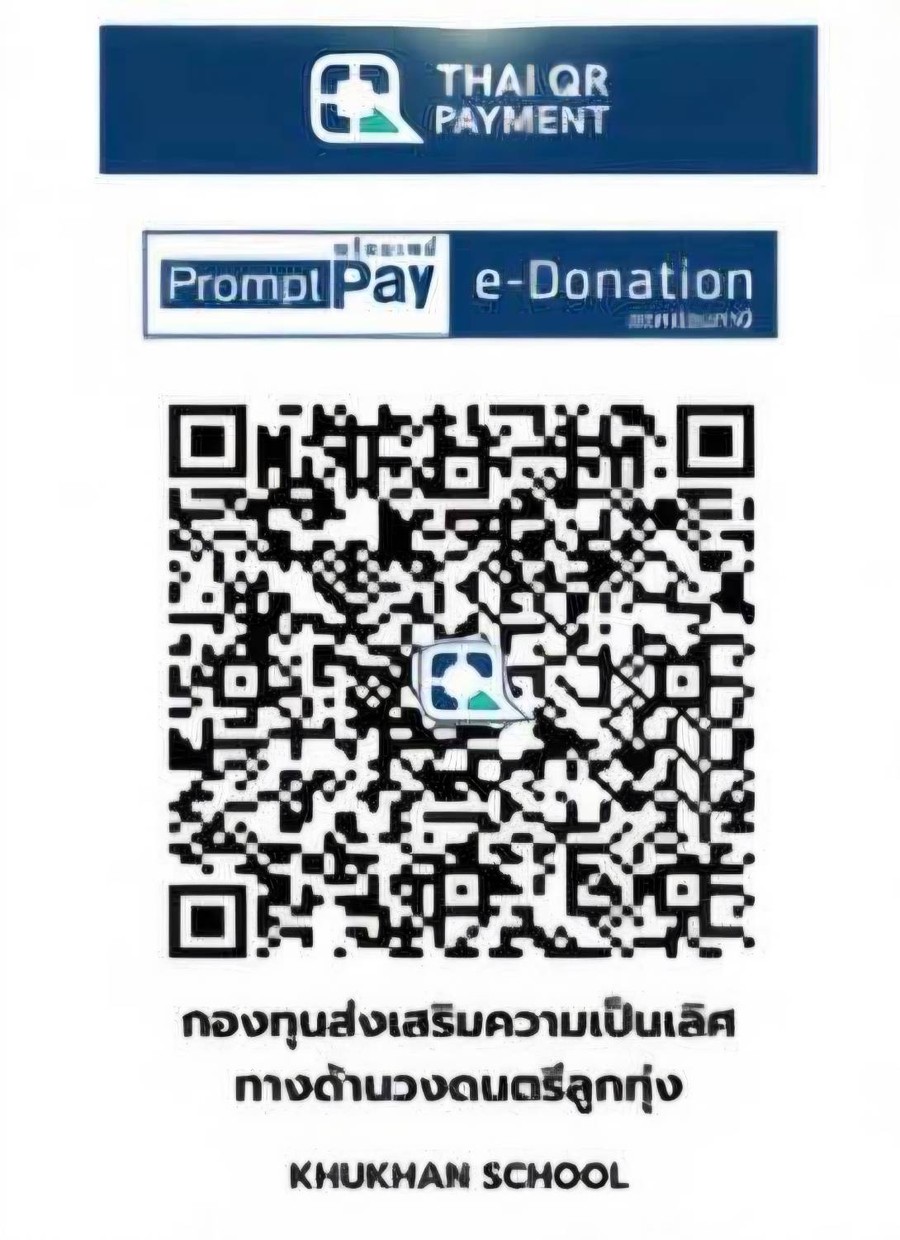 THAI QR
PAYMENT
Prompt Pay
e-Donation
กองทุนส่งเสริมความเป็นเลิศ
ทางด้านวงดนตรีลูกทุ่ง
KHUKHAN SCHOOL